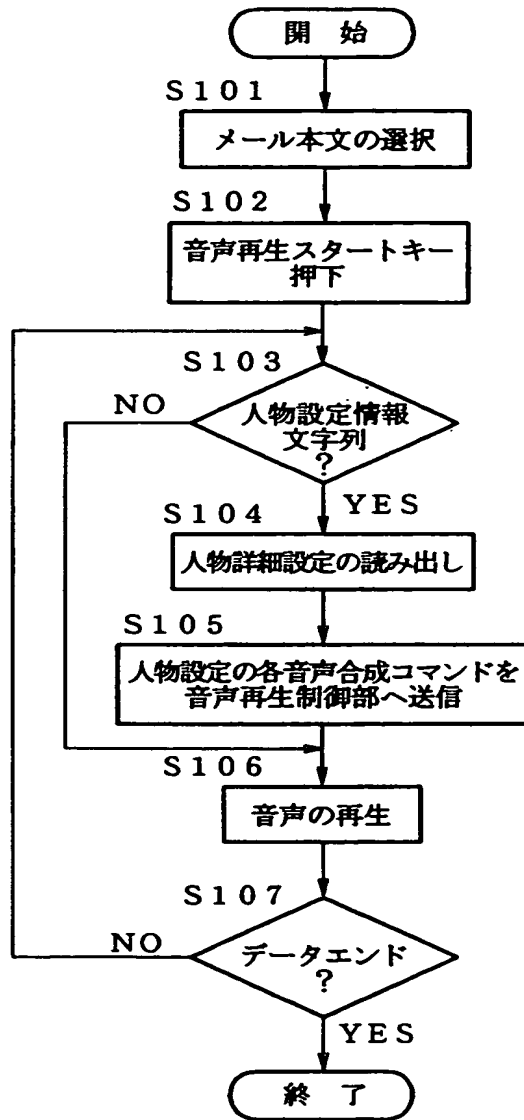 開 始
S101
メール本文の選択
S102
音声再生スタートキー
押下
S103
NO
人物設定情報
文字列
?
YES
S104
人物詳細設定の読み出し
S105
人物設定の各音声合成コマンドを
音声再生制御部へ送信
S106
音声の再生
S107
NO
データエンド
?
YES
終 了